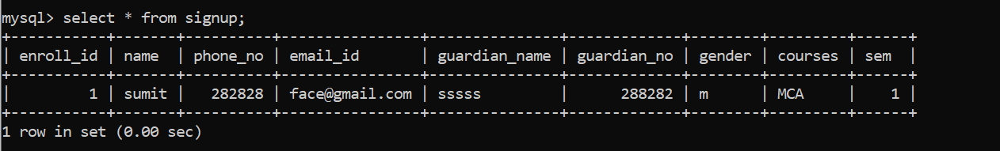 mysql> select * from signup;
+-----------+-------+----------+----------------+---------------+-------------+--------+---------+------+
| enroll_id | name  | phone_no | email_id       | guardian_name | guardian_no | gender | courses | sem  |
+-----------+-------+----------+----------------+---------------+-------------+--------+---------+------+
|         1 | sumit |   282828 | face@gmail.com | sssss         |      288282 | m      | MCA     |    1 |
+-----------+-------+----------+----------------+---------------+-------------+--------+---------+------+
1 row in set (0.00 sec)